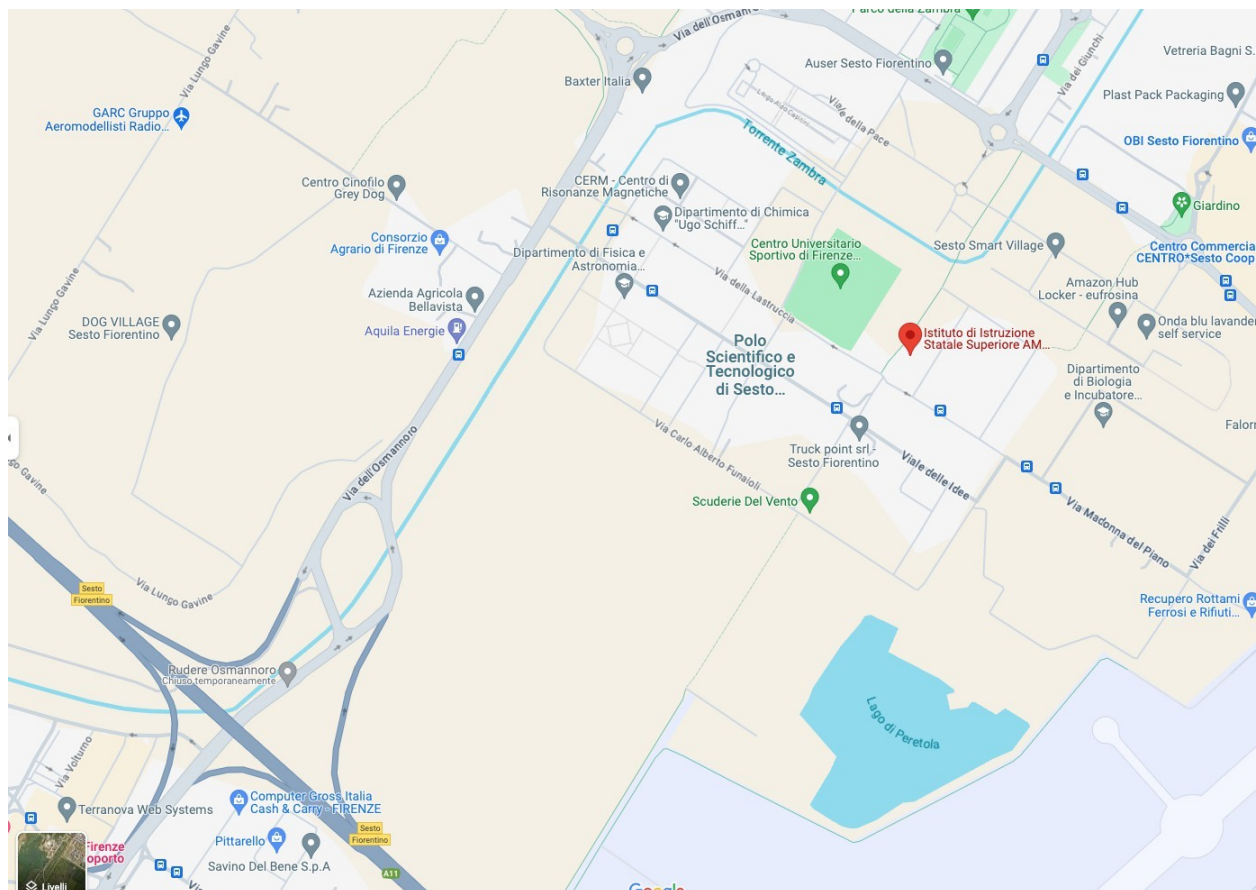 Via dell'Osmannoro
Parco della Zambra
Via Lungo Gavine
Auser Sesto Fiorentino
Via dei Giunchi
Vetreria Bagni S.
Baxter Italia
Plast Pack Packaging
Largo Aldo Capitini
Viale della Pace
GARC Gruppo
Aeromodellisti Radio...
Torrente Zambra
OBI Sesto Fiorentino
Centro Cinofilo
Grey Dog
CERM - Centro di
Risonanze Magnetiche
Giardino
Dipartimento di Chimica
"Ugo Schiff..."
Consorzio
Agrario di Firenze
Dipartimento di Fisica e
Astronomia...
Centro Universitario
Sportivo di Firenze...
Sesto Smart Village
Centro Commercia
CENTRO*Sesto Coop
Via Lungo Gavine
Azienda Agricola
Bellavista
Via della Lastruccia
Amazon Hub
Locker - eufrosina
DOG VILLAGE
Sesto Fiorentino
Aquila Energie
Onda blu lavander
self service
Istituto di Istruzione
Statale Superiore AM...
Polo
Scientifico e
Tecnologico
di Sesto...
Dipartimento
di Biologia
e Incubatore...
Via dell'Osmannoro
Via Carlo Alberto Funaioli
Falorn
Truck point srl -
Sesto Fiorentino
Viale delle Idee
ngo Gavine
Scuderie Del Vento
Via Madonna del Piano
Via dei Frilli
Via Lungo Gavine
Sesto
Fiorentino
Recupero Rottami
Ferrosi e Rifiuti...
Rudere Osmannoro
Chiuso temporaneamente
Lago di Peretola
Via Volturno
Terranova Web Systems
Computer Gross Italia
Cash & Carry - FIRENZE
Sesto
Fiorentino
Pittarello
Firenze
oporto
Savino Del Bene S.p.A
A11
Livelli
Google